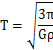 T = √(3π/Gρ)